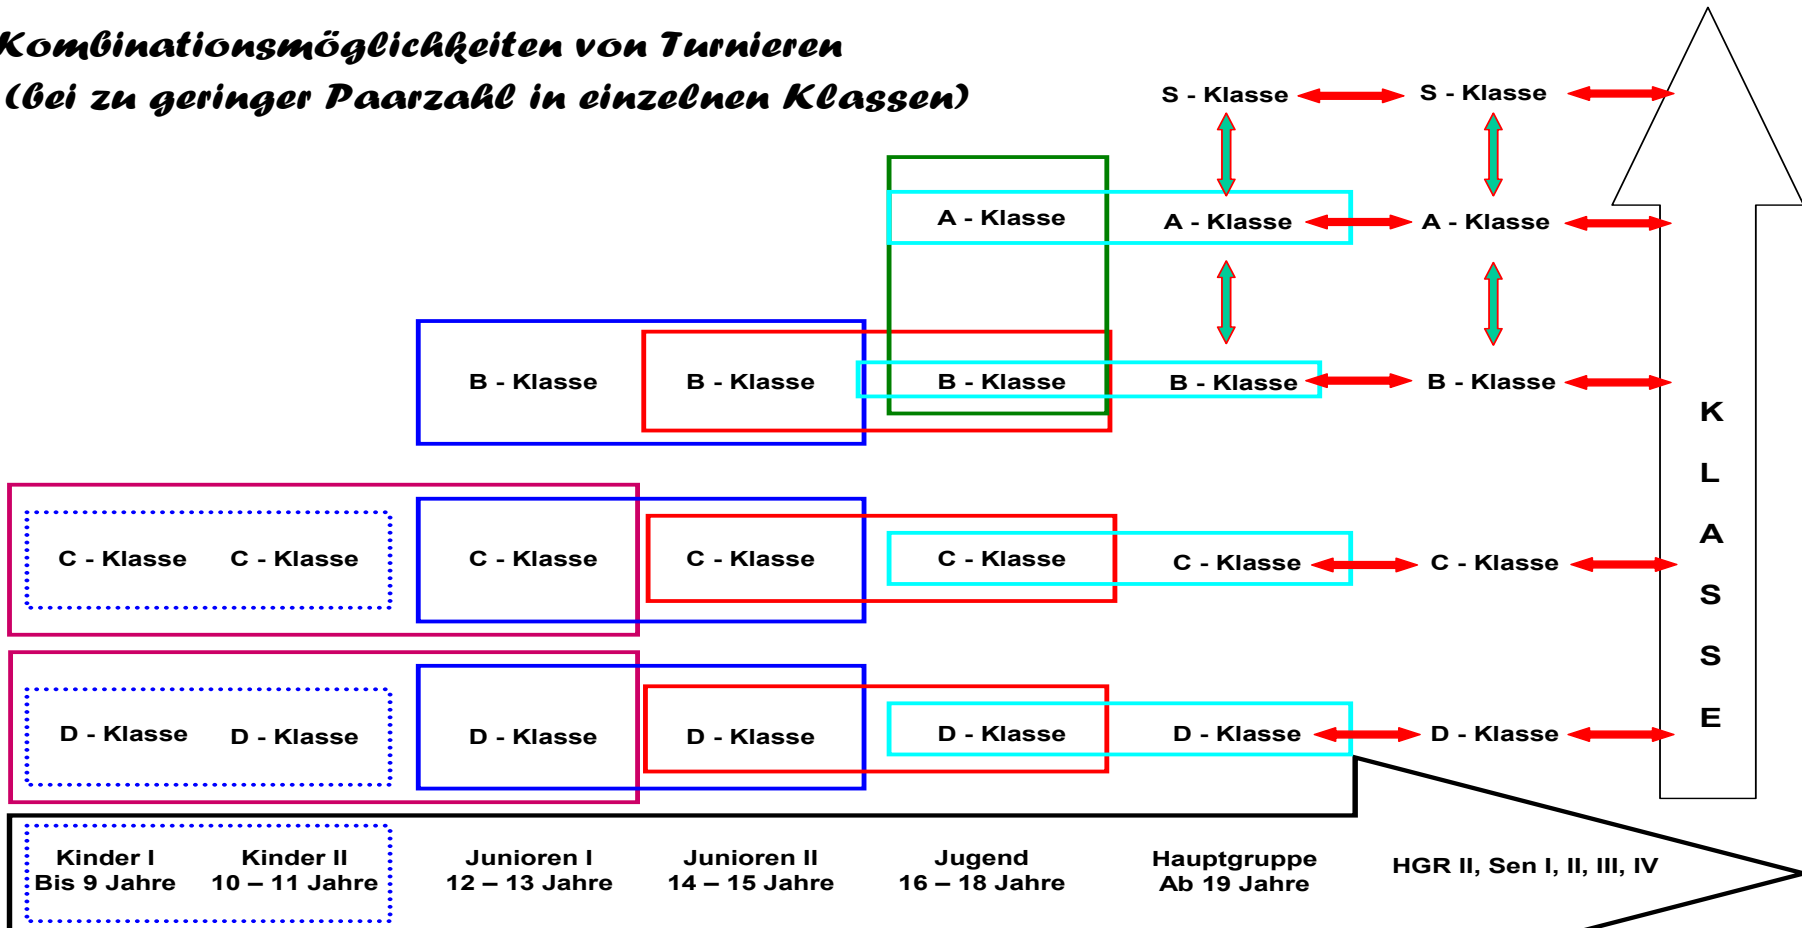 Kombinationsmöglichkeiten von Turnieren
(bei zu geringer Paarzahl in einzelnen Klassen)
S - Klasse S - Klasse
A - Klasse A - Klasse A - Klasse
B - Klasse B - Klasse B - Klasse B - Klasse B - Klasse
C - Klasse C - Klasse C - Klasse C - Klasse C - Klasse C - Klasse C - Klasse
D - Klasse D - Klasse D - Klasse D - Klasse D - Klasse D - Klasse D - Klasse
K
L
A
S
S
E
Kinder I Kinder II Junioren I Junioren II Jugend Hauptgruppe
Bis 9 Jahre 10 – 11 Jahre 12 – 13 Jahre 14 – 15 Jahre 16 – 18 Jahre Ab 19 Jahre
HGR II, Sen I, II, III, IV